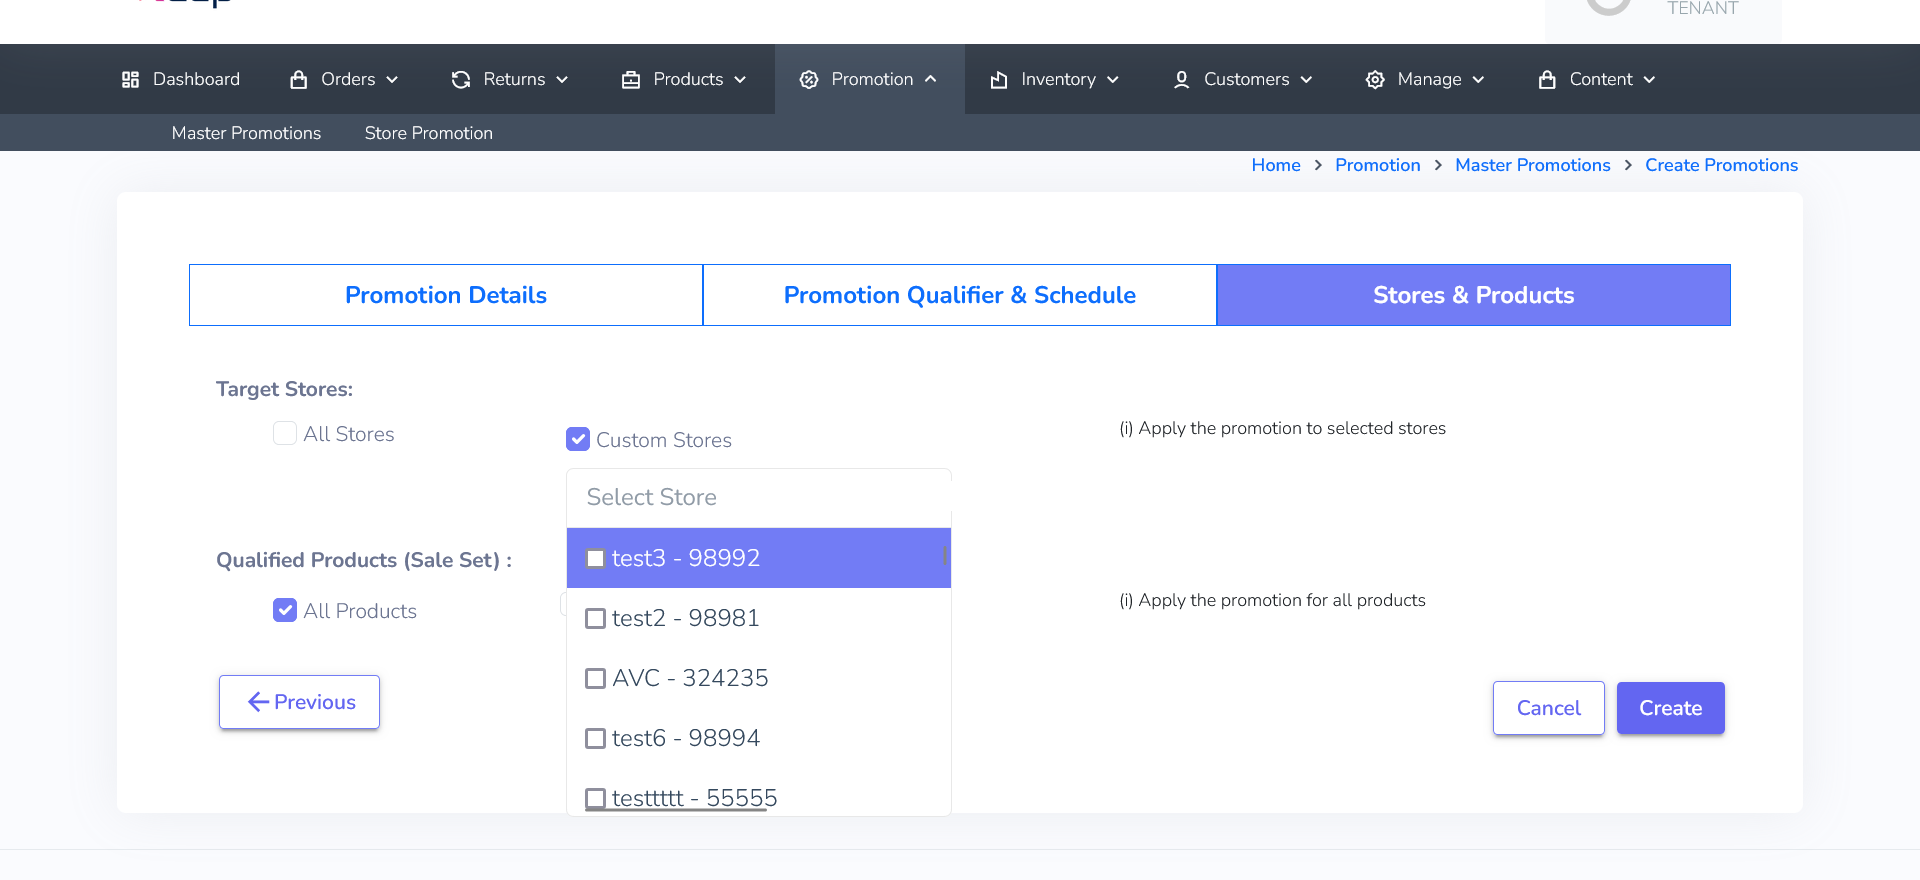 TENANT
Dashboard Orders Returns Products Promotion Inventory Customers Manage Content
Master Promotions Store Promotion
Home > Promotion > Master Promotions > Create Promotions
Promotion Details Promotion Qualifier & Schedule Stores & Products
Target Stores:
All Stores Custom Stores (i) Apply the promotion to selected stores
Select Store
test3 - 98992
Qualified Products (Sale Set) :
All Products (i) Apply the promotion for all products
test2 - 98981
AVC - 324235
Previous Cancel Create
test6 - 98994
testtttt - 55555